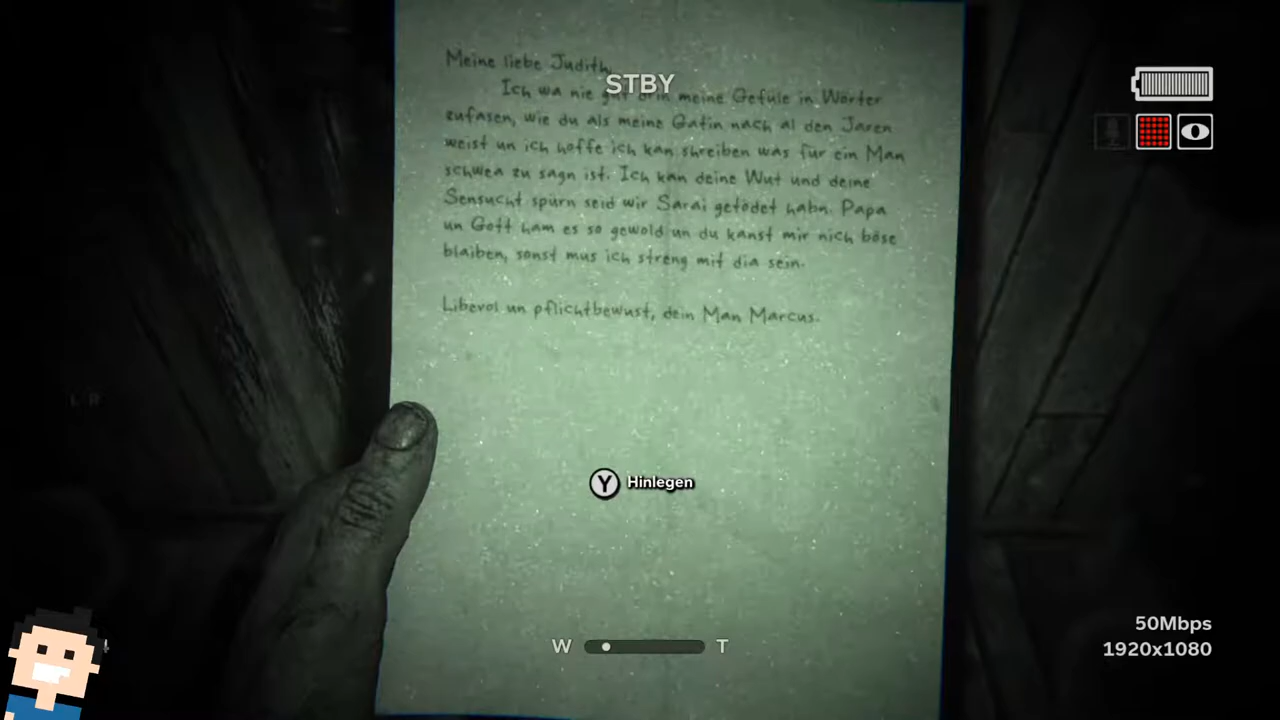 Meine liebe Judith,
STBY
Ich wa nie gut drin meine Gefüle in Wörter
zufasen, wie du als meine Gatin nach al den Jaren
weist un ich hoffe ich kan shreiben was für ein Man
schwea zu sagn ist. Ich kan deine Wut und deine
Sensucht spürn seid wir Sarai getödet habn. Papa
un Gott ham es so gewold un du kanst mir nich böse
blaiben, sonst mus ich streng mit dia sein.
Libevol un pflichtbewust, dein Man Marcus.
L R
Y Hinlegen
W T
50Mbps
1920x1080